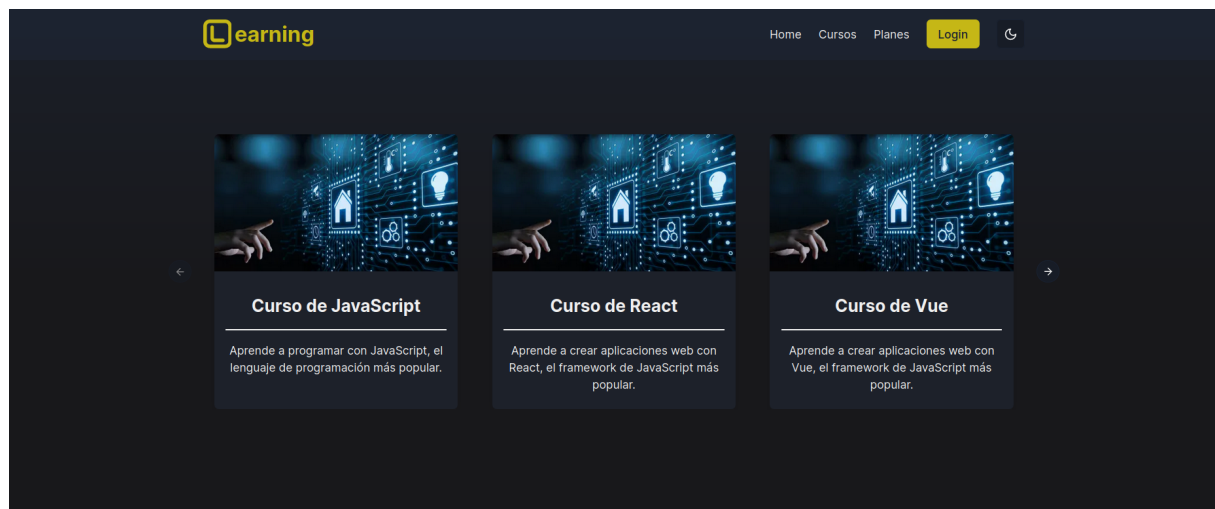 Learning
Home Cursos Planes Login
Curso de JavaScript
Aprende a programar con JavaScript, el
lenguaje de programación más popular.
Curso de React
Aprende a crear aplicaciones web con
React, el framework de JavaScript más
popular.
Curso de Vue
Aprende a crear aplicaciones web con
Vue, el framework de JavaScript más
popular.